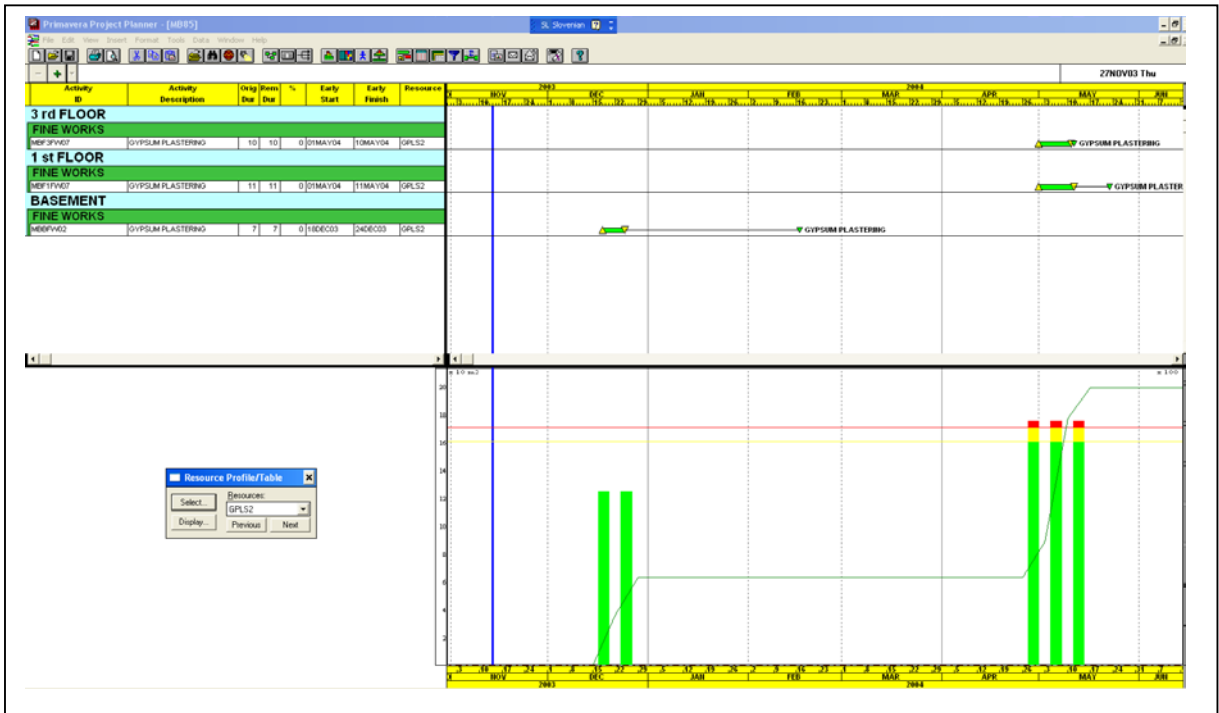 Primavera Project Planner - [MB85]
SL Slovenian
File Edit View Insert Format Tools Data Window Help
27NOV03 Thu
Activity ID Activity Description Orig Dur Rem Dur % Early Start Early Finish Resource
2003 2004
NOV DEC JAN FEB MAR APR MAY JUN
3 rd FLOOR
FINE WORKS
MBF3FW07 GYPSUM PLASTERING 10 10 0 01MAY04 10MAY04 GPLS2
GYPSUM PLASTERING
1 st FLOOR
FINE WORKS
MBF1FW07 GYPSUM PLASTERING 11 11 0 01MAY04 11MAY04 GPLS2
GYPSUM PLASTER
BASEMENT
FINE WORKS
MBBFW02 GYPSUM PLASTERING 7 7 0 18DEC03 24DEC03 GPLS2
GYPSUM PLASTERING
x 10 m2 x 100
20
18
16
14
12
10
8
6
4
2
Resource Profile/Table
Select... Resources:
GPLS2
Display... Previous Next
NOV DEC JAN FEB MAR APR MAY JUN
2003 2004